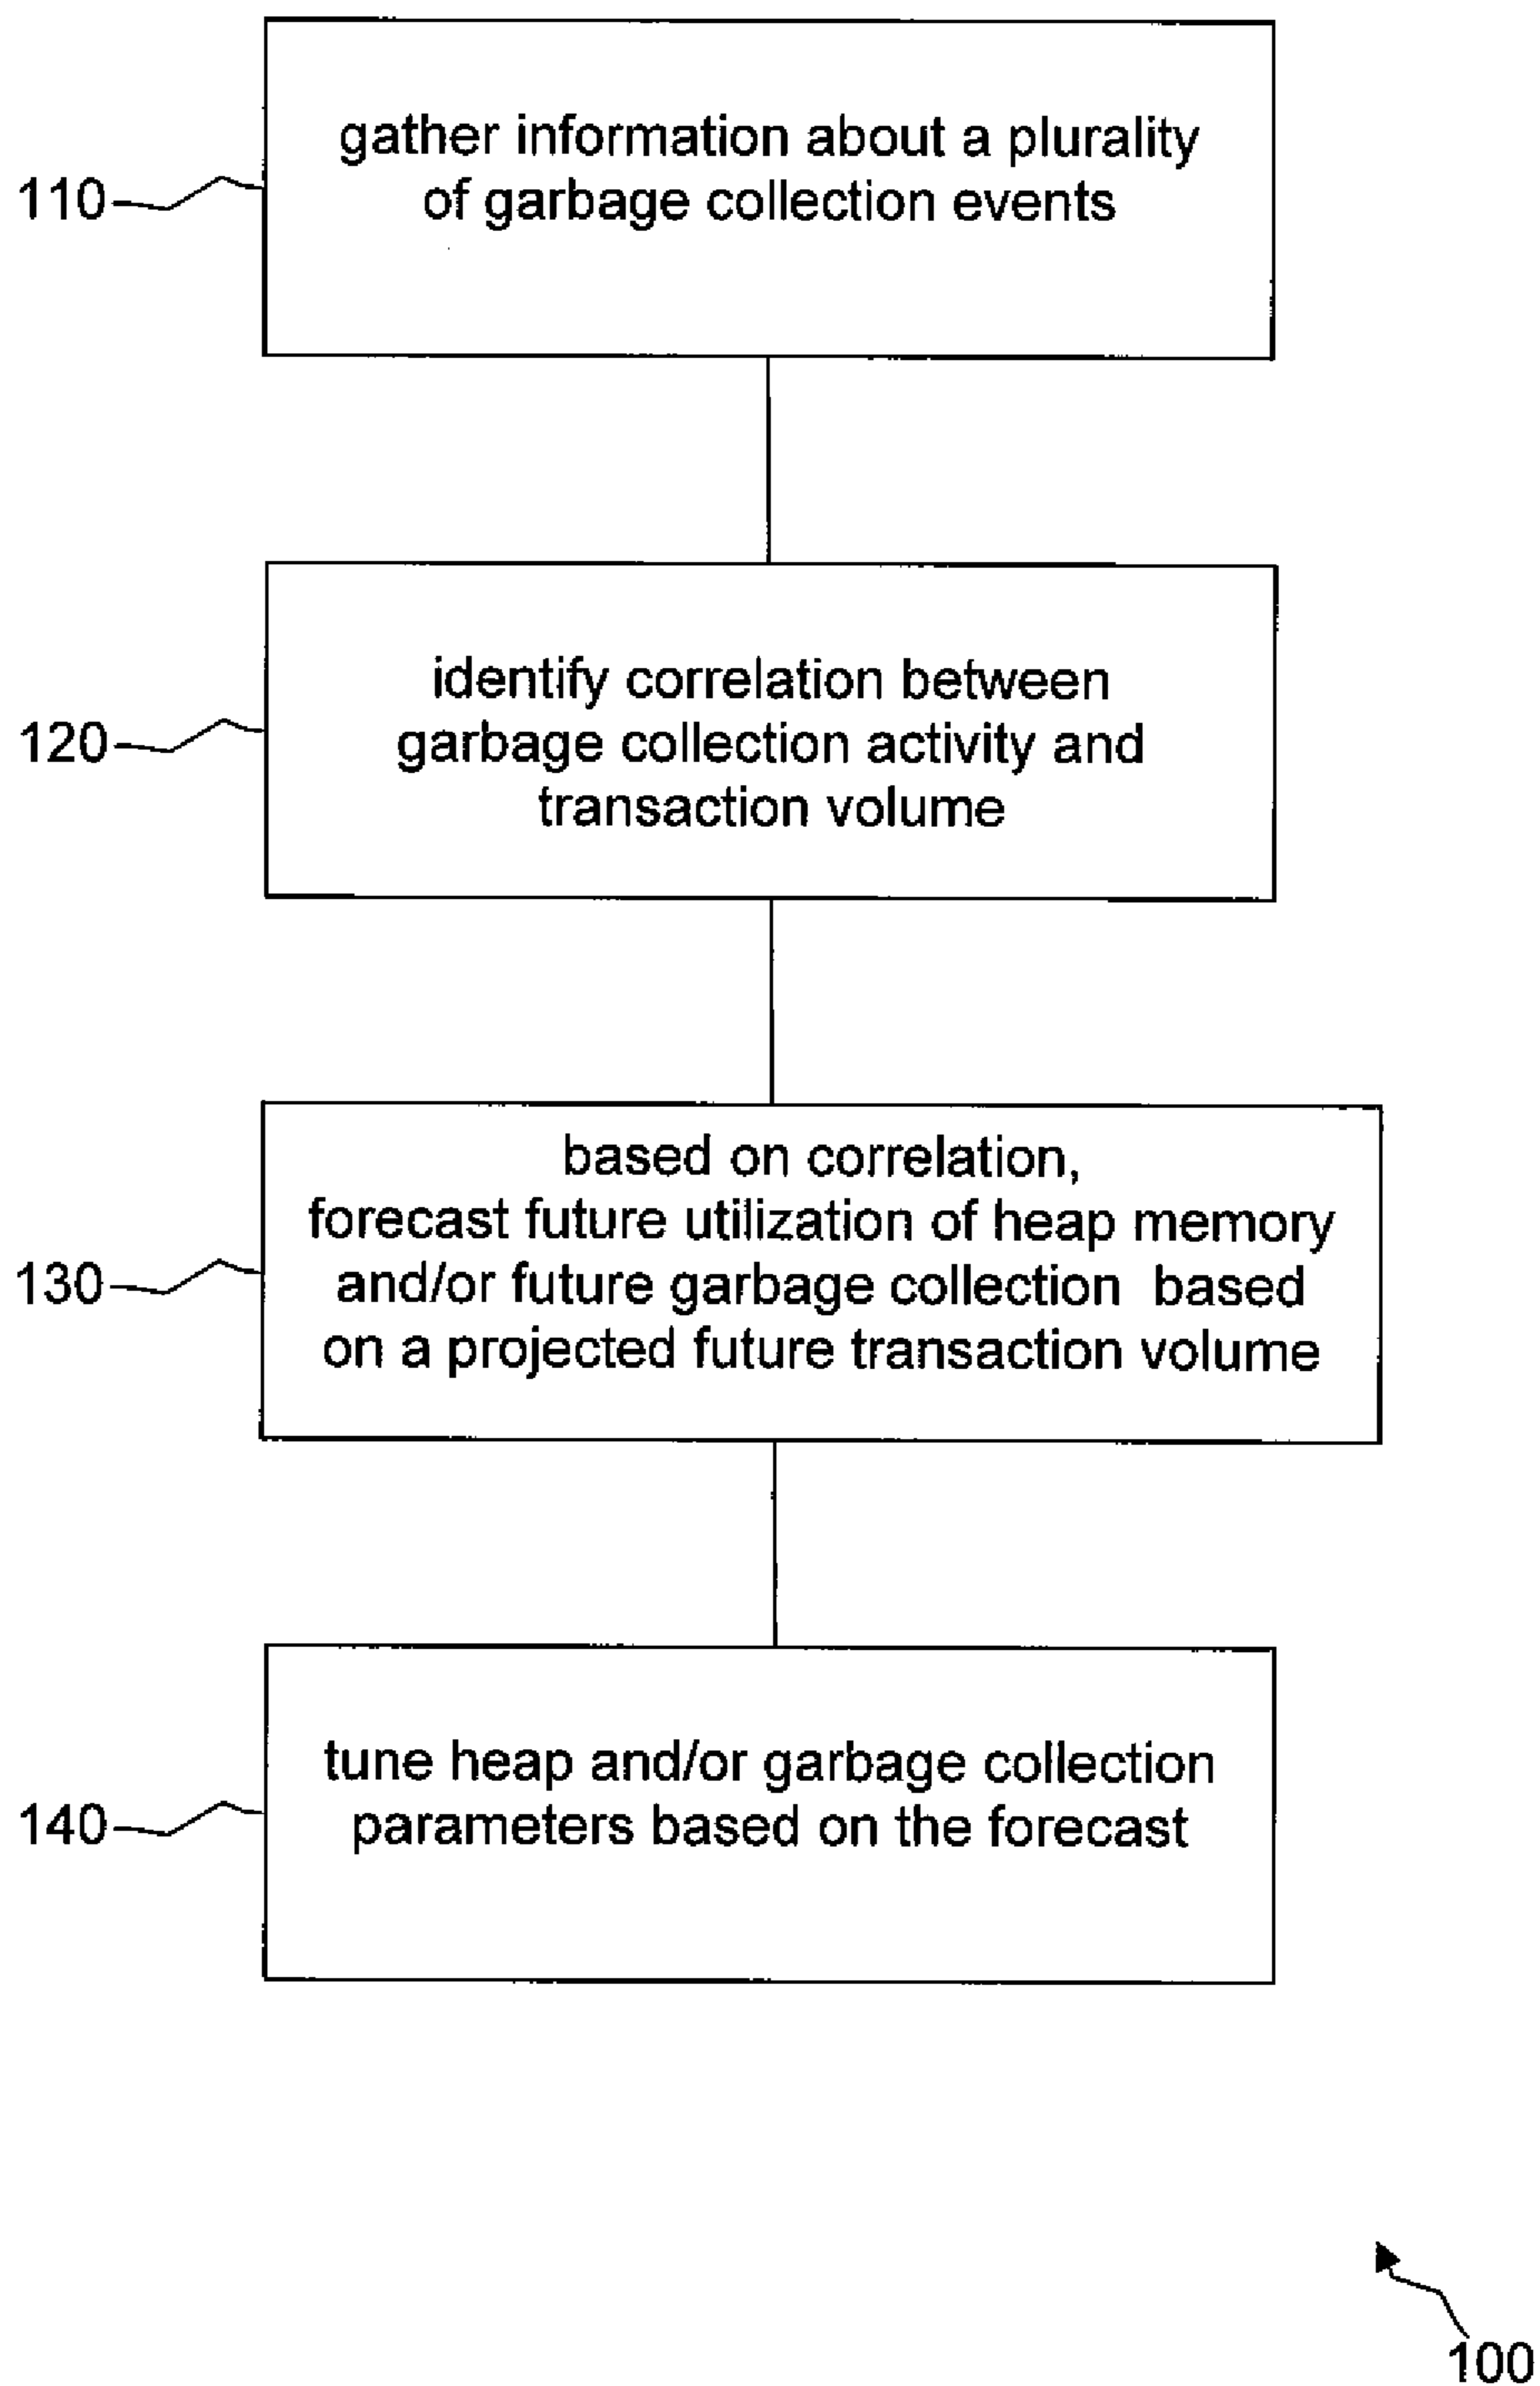 gather information about a plurality
of garbage collection events
110
identify correlation between
garbage collection activity and
transaction volume
120
based on correlation,
forecast future utilization of heap memory
and/or future garbage collection based
on a projected future transaction volume
130
tune heap and/or garbage collection
parameters based on the forecast
140
100